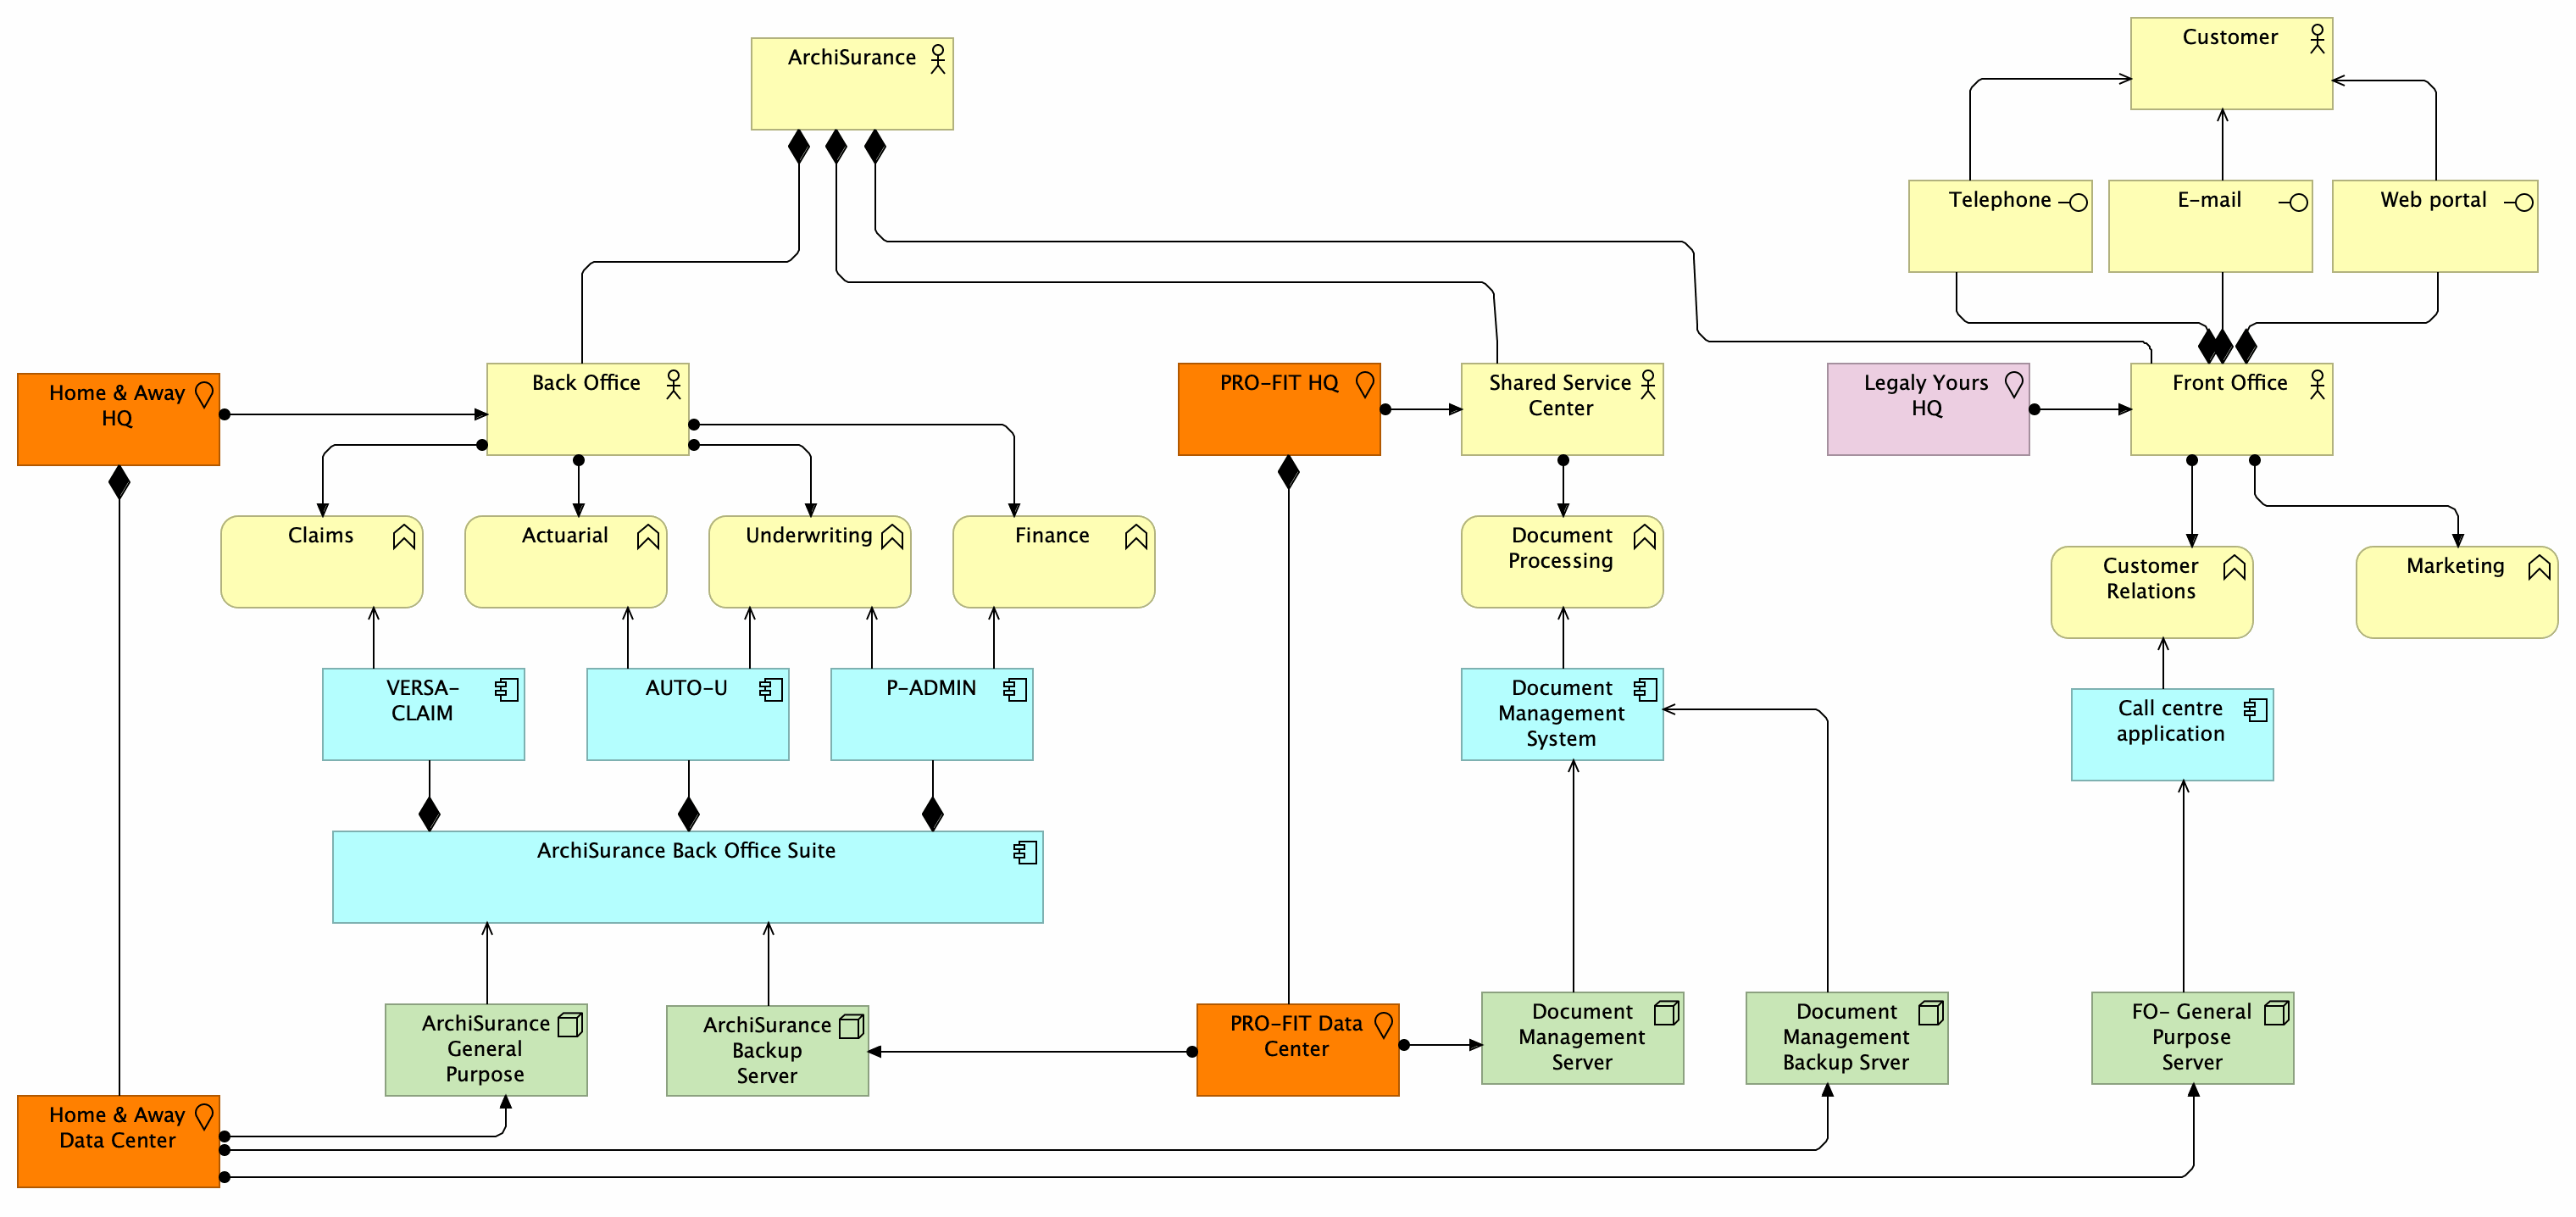 Customer
ArchiSurance
Telephone
E-mail
Web portal
Home & Away
HQ
Back Office
PRO-FIT HQ
Shared Service
Center
Legaly Yours
HQ
Front Office
Claims
Actuarial
Underwriting
Finance
Document
Processing
Customer
Relations
Marketing
VERSA-
CLAIM
AUTO-U
P-ADMIN
Document
Management
System
Call centre
application
ArchiSurance Back Office Suite
ArchiSurance
General
Purpose
ArchiSurance
Backup
Server
PRO-FIT Data
Center
Document
Management
Server
Document
Management
Backup Srver
FO- General
Purpose
Server
Home & Away
Data Center